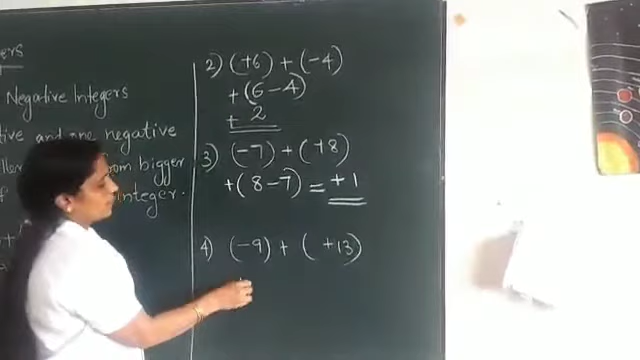 ers
Negative Integers
tive and one negative
ller from bigger
integer.
2) (+6) + (-4)
+(6-4)
+ 2
3) (-7) + (+8)
+(8-7) = +1
4) (-9) + ( +13)